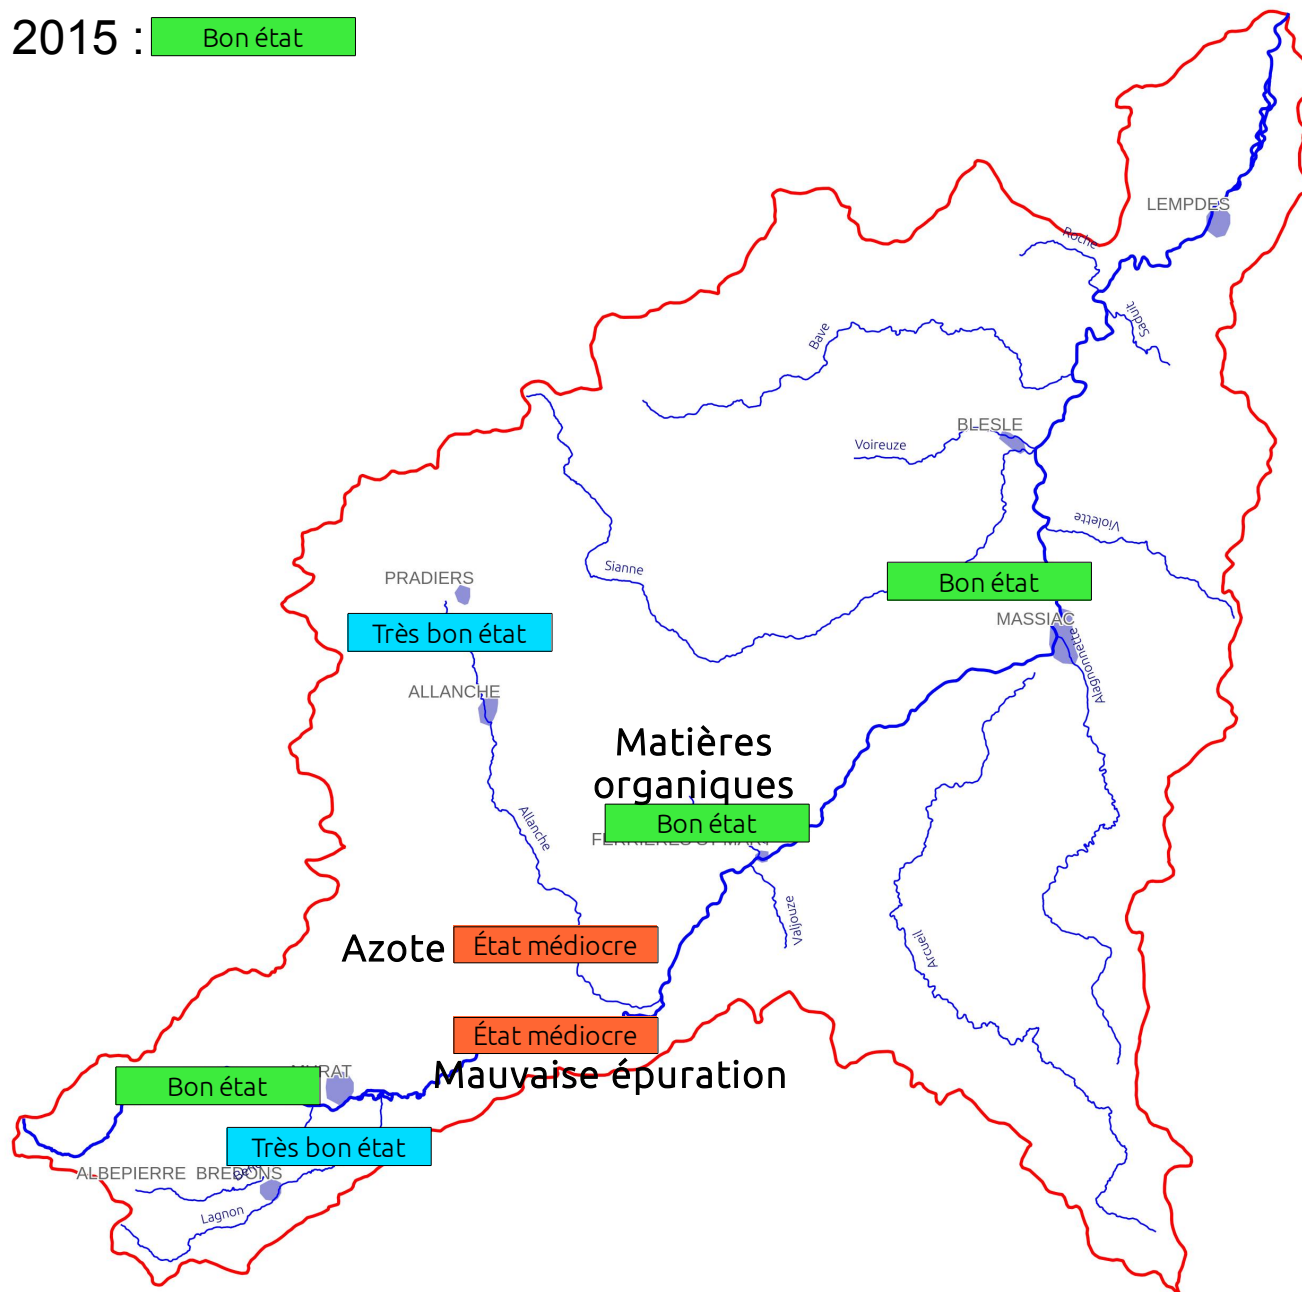 2015 : Bon état
LEMPDES
Roche
Saduit
Bave
BLESLE
Voireuze
Violette
Sianne
PRADIERS
Bon état
MASSIAC
Très bon état
Alagnonnette
ALLANCHE
Matières
organiques
Bon état
Allanche
Valjouze
Arcueil
Azote
État médiocre
État médiocre
Mauvaise épuration
Bon état
Très bon état
ALBEPIERRE BREDONS
Lagnon